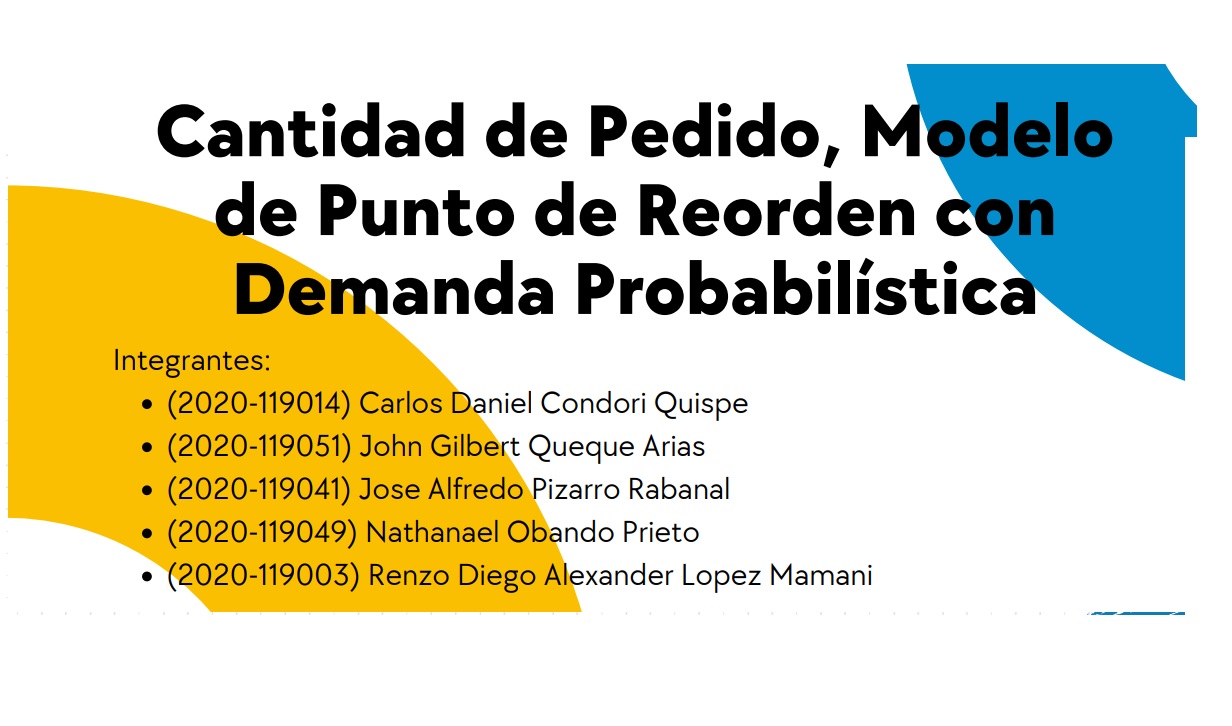 Cantidad de Pedido, Modelo
de Punto de Reorden con
Demanda Probabilística
Integrantes:
• (2020-119014) Carlos Daniel Condori Quispe
• (2020-119051) John Gilbert Queque Arias
• (2020-119041) Jose Alfredo Pizarro Rabanal
• (2020-119049) Nathanael Obando Prieto
• (2020-119003) Renzo Diego Alexander Lopez Mamani